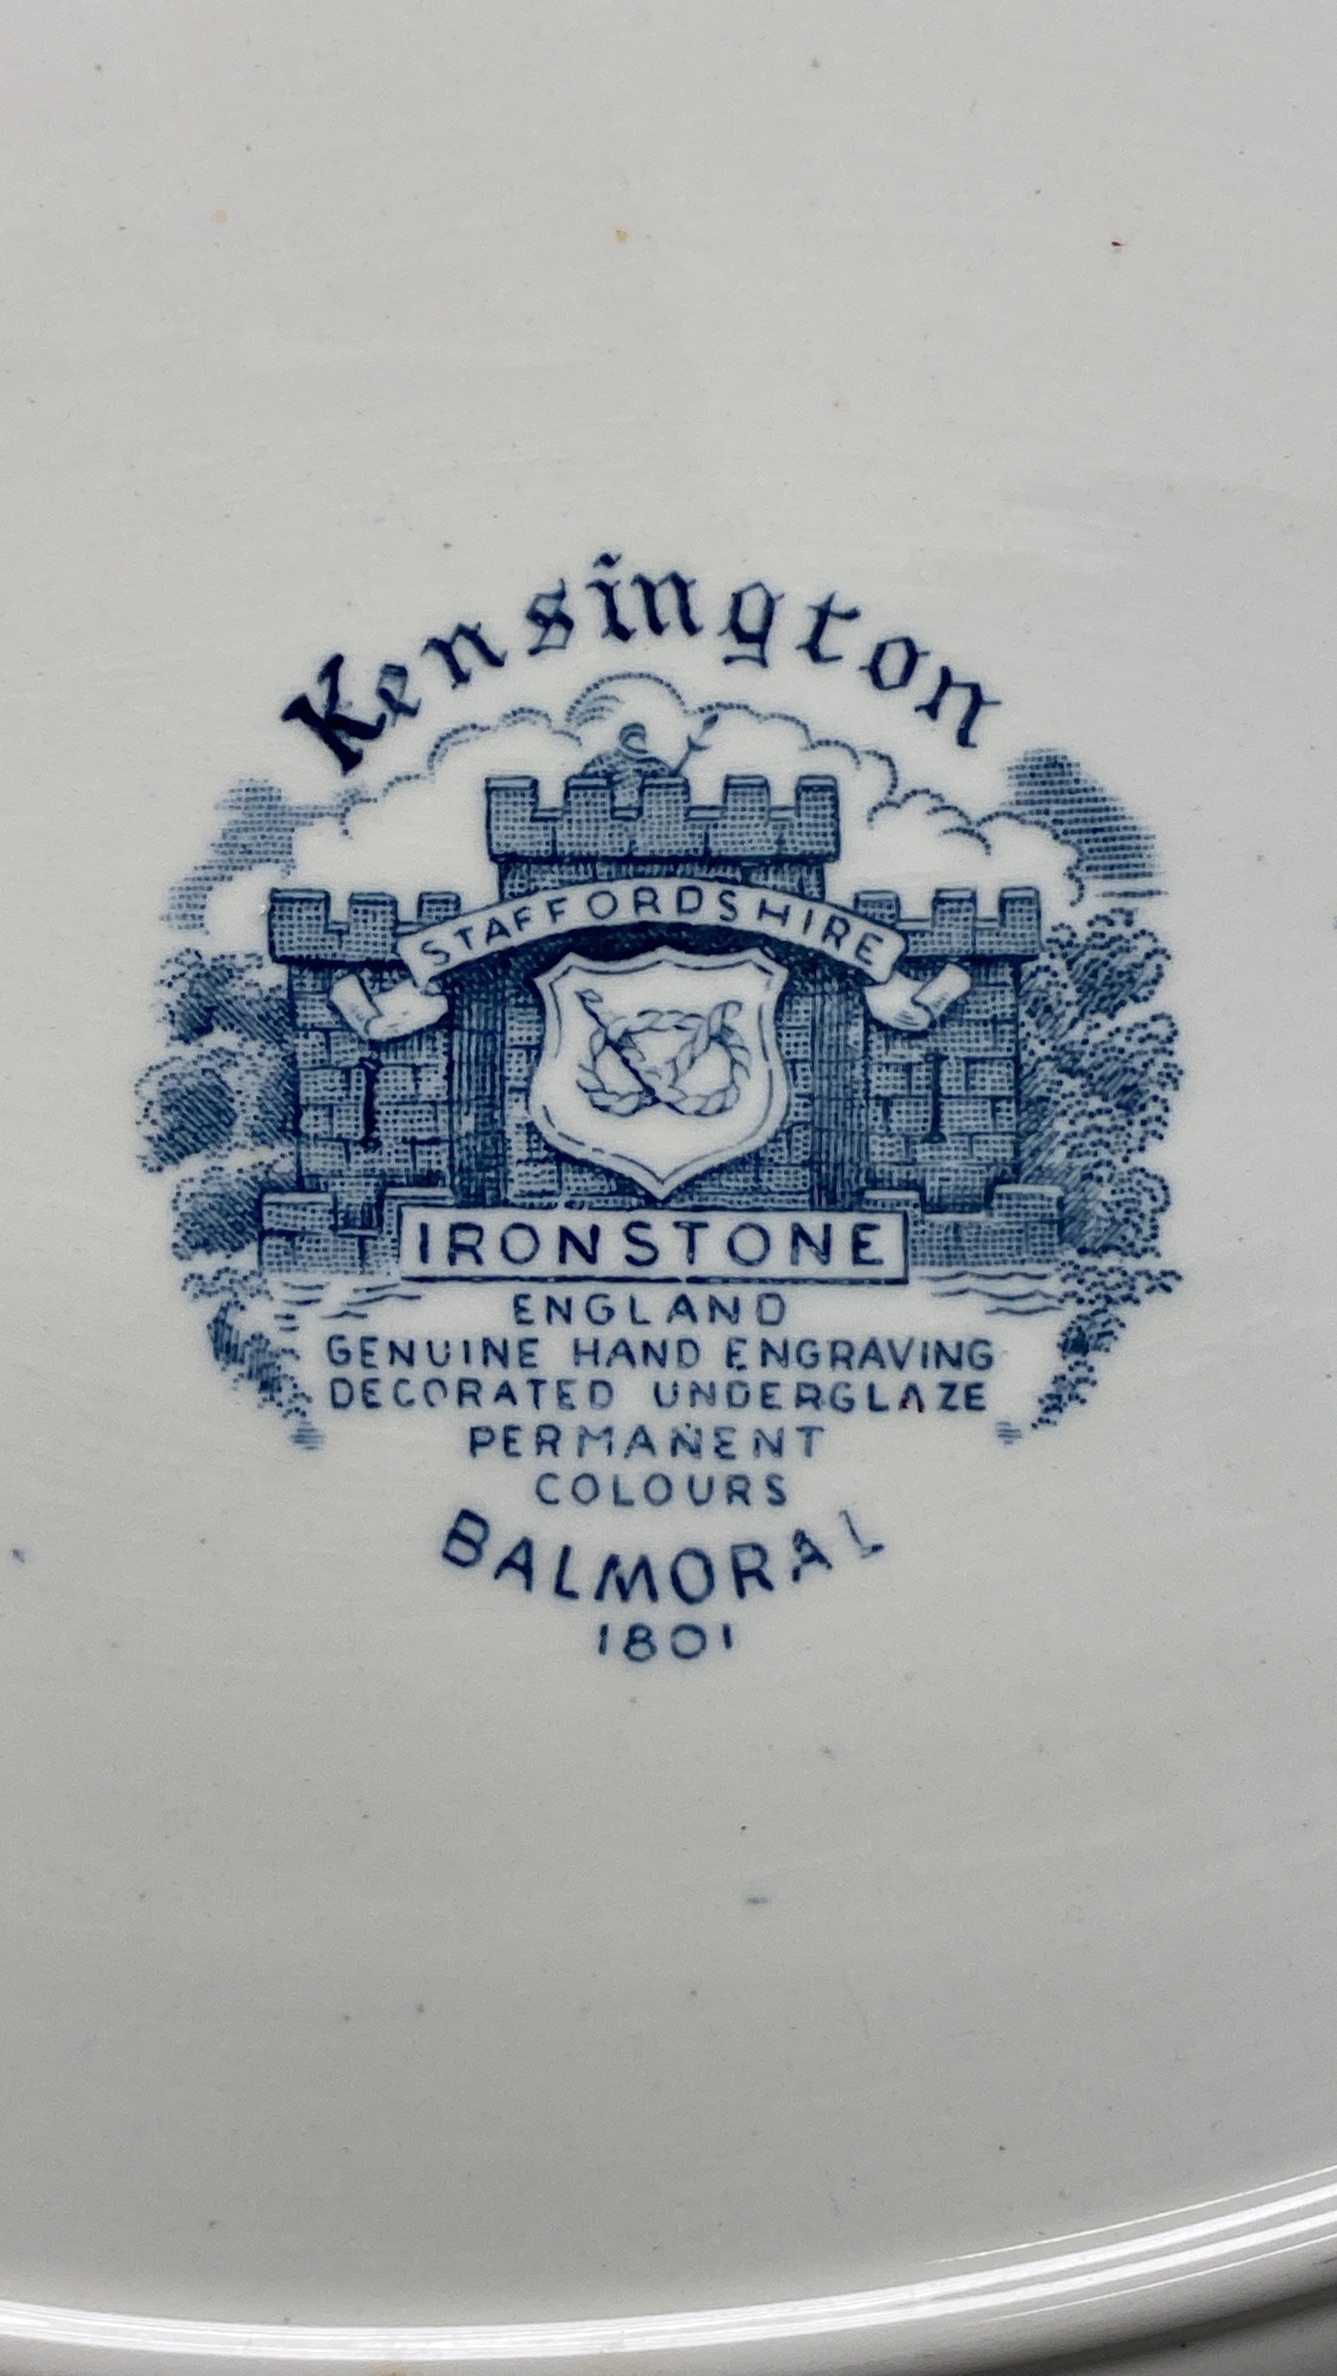 Kensington
STAFFORDSHIRE
IRONSTONE
ENGLAND
GENUINE HAND ENGRAVING
DECORATED UNDERGLAZE
PERMANENT
COLOURS
BALMORAL
1801